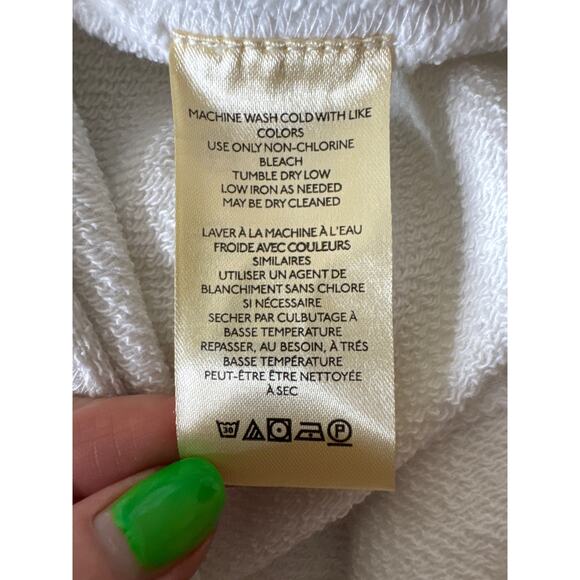 MACHINE WASH COLD WITH LIKE
COLORS
USE ONLY NON-CHLORINE
BLEACH
TUMBLE DRY LOW
LOW IRON AS NEEDED
MAY BE DRY CLEANED
LAVER À LA MACHINE À L'EAU
FROIDE AVEC COULEURS
SIMILAIRES
UTILISER UN AGENT DE
BLANCHIMENT SANS CHLORE
SI NÉCESSAIRE
SECHER PAR CULBUTAGE À
BASSE TEMPERATURE
REPASSER, AU BESOIN, À TRÉS
BASSE TEMPÉRATURE
PEUT-ÊTRE ÊTRE NETTOYÉE
À SEC
30 P